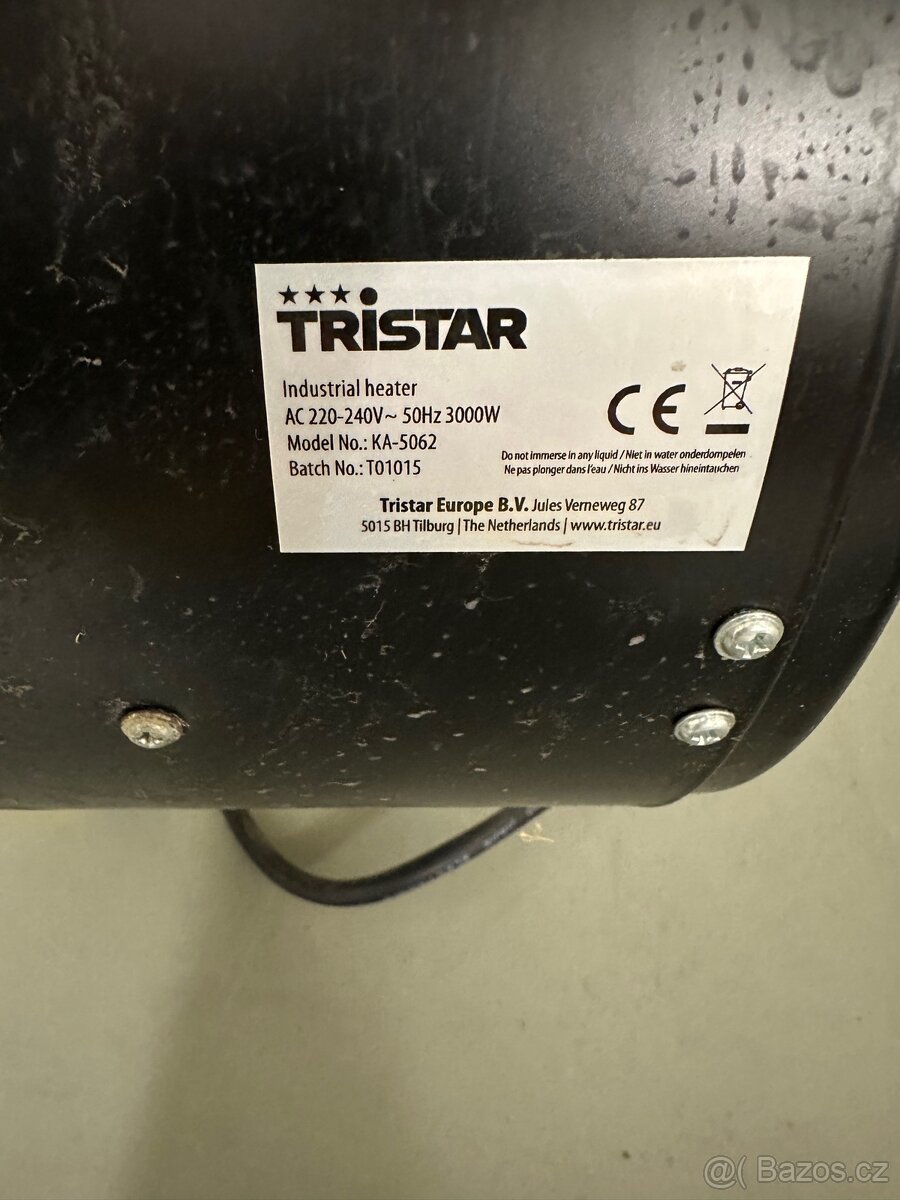 TRISTAR
Industrial heater
AC 220-240V~ 50Hz 3000W
Model No.: KA-5062
Batch No.: T01015
CE
Do not immerse in any liquid / Niet in water onderdompelen
Ne pas plonger dans l'eau / Nicht ins Wasser hineintauchen
Tristar Europe B.V. Jules Verneweg 87
5015 BH Tilburg | The Netherlands | www.tristar.eu
@( Bazos.cz